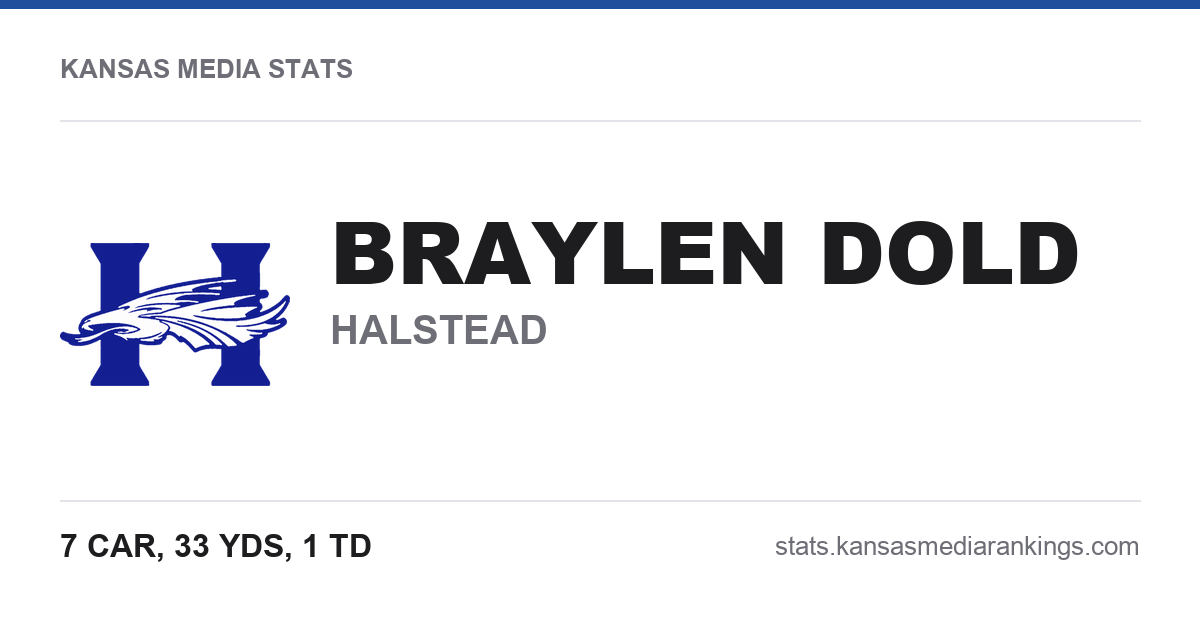 KANSAS MEDIA STATS
H
BRAYLEN DOLD
HALSTEAD
7 CAR, 33 YDS, 1 TD
stats.kansasmediarankings.com